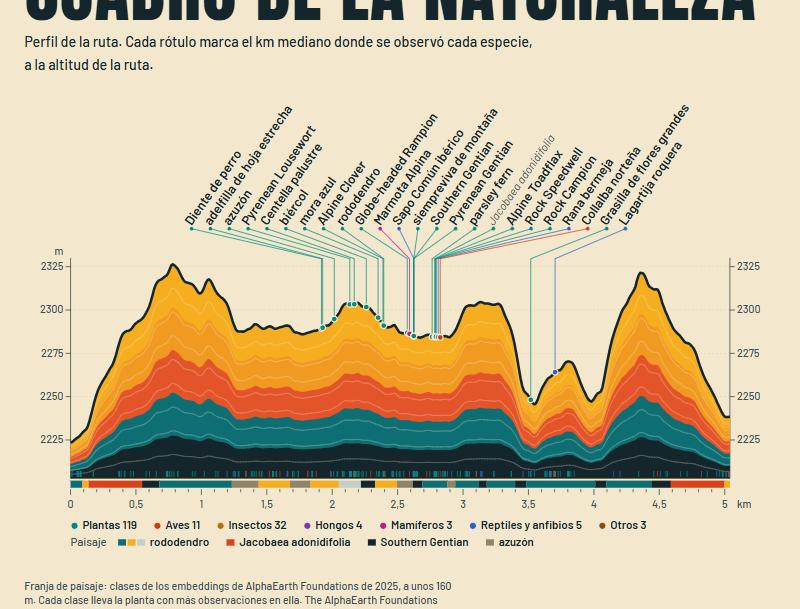 CUADRO DE LA NATURALEZA
Perfil de la ruta. Cada rótulo marca el km mediano donde se observó cada especie,
a la altitud de la ruta.
Diente de perro
adelfilla de hoja estrecha
azuzón
Pyrenean Lousewort
Centella palustre
biércol
mora azul
Alpine Clover
rododendro
Globe-headed Rampion
Marmota Alpina
Sapo Común ibérico
siempreviva de montaña
Southern Gentian
Pyrenean Gentian
parsley fern
Jacobaea adonidifolia
Alpine Toadflax
Rock Speedwell
Rock Campion
Rana bermeja
Collalba norteña
Grasilla de flores grandes
Lagartija roquera
m
2325 2325
2300 2300
2275 2275
2250 2250
2225 2225
0 0,5 1 1,5 2 2,5 3 3,5 4 4,5 5 km
Plantas 119 Aves 11 Insectos 32 Hongos 4 Mamíferos 3 Reptiles y anfibios 5 Otros 3
Paisaje rododendro Jacobaea adonidifolia Southern Gentian azuzón
Franja de paisaje: clases de los embeddings de AlphaEarth Foundations de 2025, a unos 160
m. Cada clase lleva la planta con más observaciones en ella. The AlphaEarth Foundations